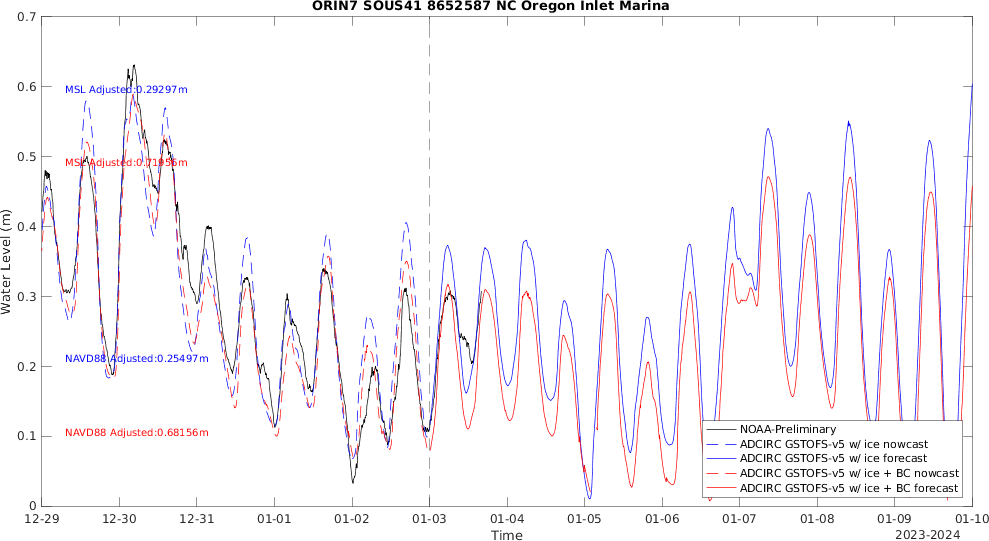 ORIN7 SOUS41 8652587 NC Oregon Inlet Marina
0.7
0.6
0.5
0.4
0.3
0.2
0.1
0
Water Level (m)
MSL Adjusted:0.29297m
MSL Adjusted:0.71956m
NAVD88 Adjusted:0.25497m
NAVD88 Adjusted:0.68156m
NOAA-Preliminary
ADCIRC GSTOFS-v5 w/ ice nowcast
ADCIRC GSTOFS-v5 w/ ice forecast
ADCIRC GSTOFS-v5 w/ ice + BC nowcast
ADCIRC GSTOFS-v5 w/ ice + BC forecast
12-29 12-30 12-31 01-01 01-02 01-03 01-04 01-05 01-06 01-07 01-08 01-09 01-10
Time
2023-2024